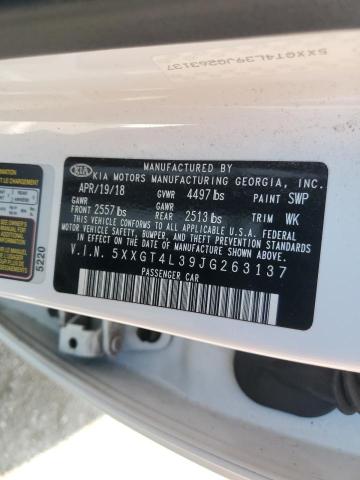 5XXGT4L39JG263137
MANUFACTURED BY
KIA KIA MOTORS MANUFACTURING GEORGIA, INC.
APR/19/18 GVWR 4497 lbs PAINT SWP
GAWR GAWR
FRONT 2557 lbs REAR 2513 lbs TRIM WK
THIS VEHICLE CONFORMS TO ALL APPLICABLE U.S.A. FEDERAL
MOTOR VEHICLE SAFETY, BUMPER, AND THEFT PREVENTION
STANDARDS IN EFFECT ON THE DATE OF MANUFACTURE SHOWN ABOVE.
V.I.N. 5XXGT4L39JG263137
PASSENGER CAR
5220